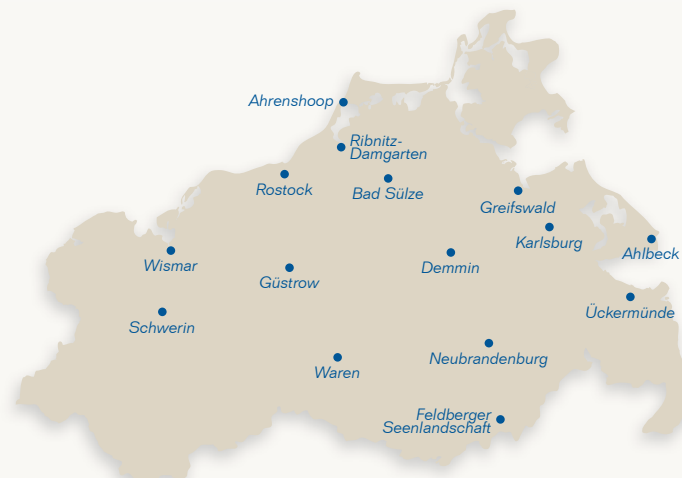 Ahrenshoop
Ribnitz-
Damgarten
Rostock
Bad Sülze
Greifswald
Karlsburg
Ahlbeck
Wismar
Güstrow
Demmin
Schwerin
Ückermünde
Waren
Neubrandenburg
Feldberger
Seenlandschaft